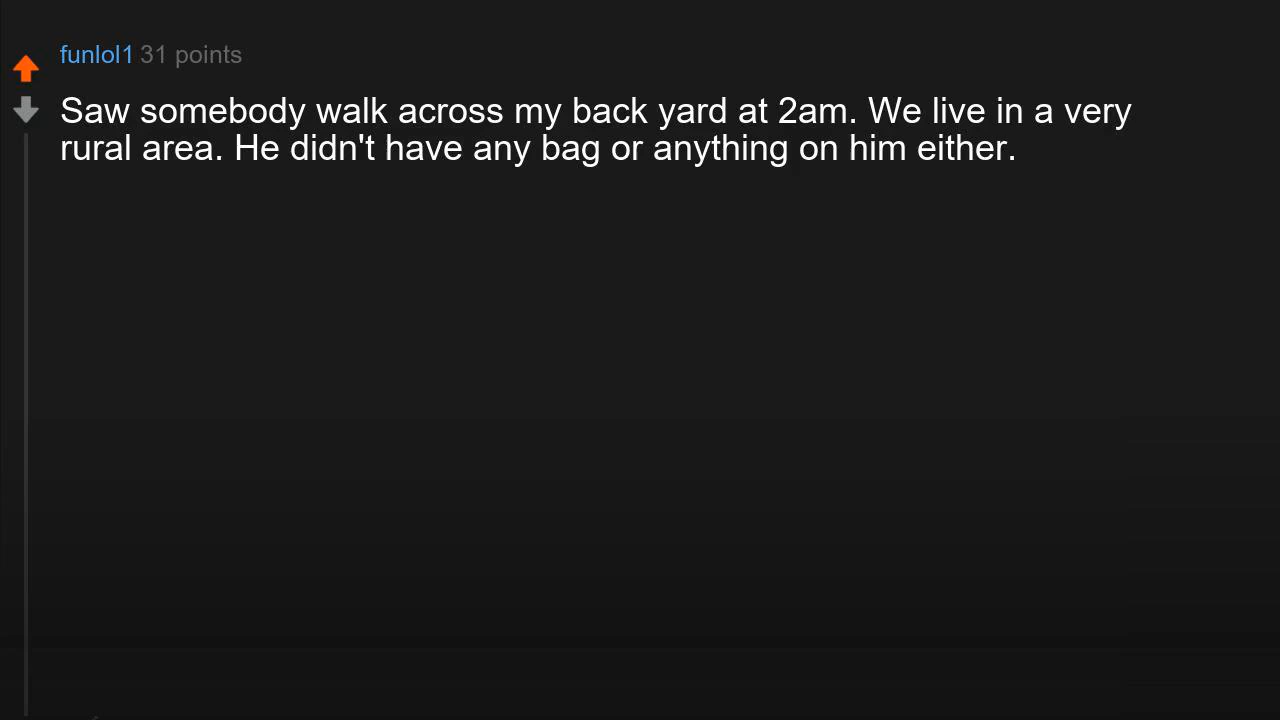 funlol1 31 points
Saw somebody walk across my back yard at 2am. We live in a very
rural area. He didn't have any bag or anything on him either.